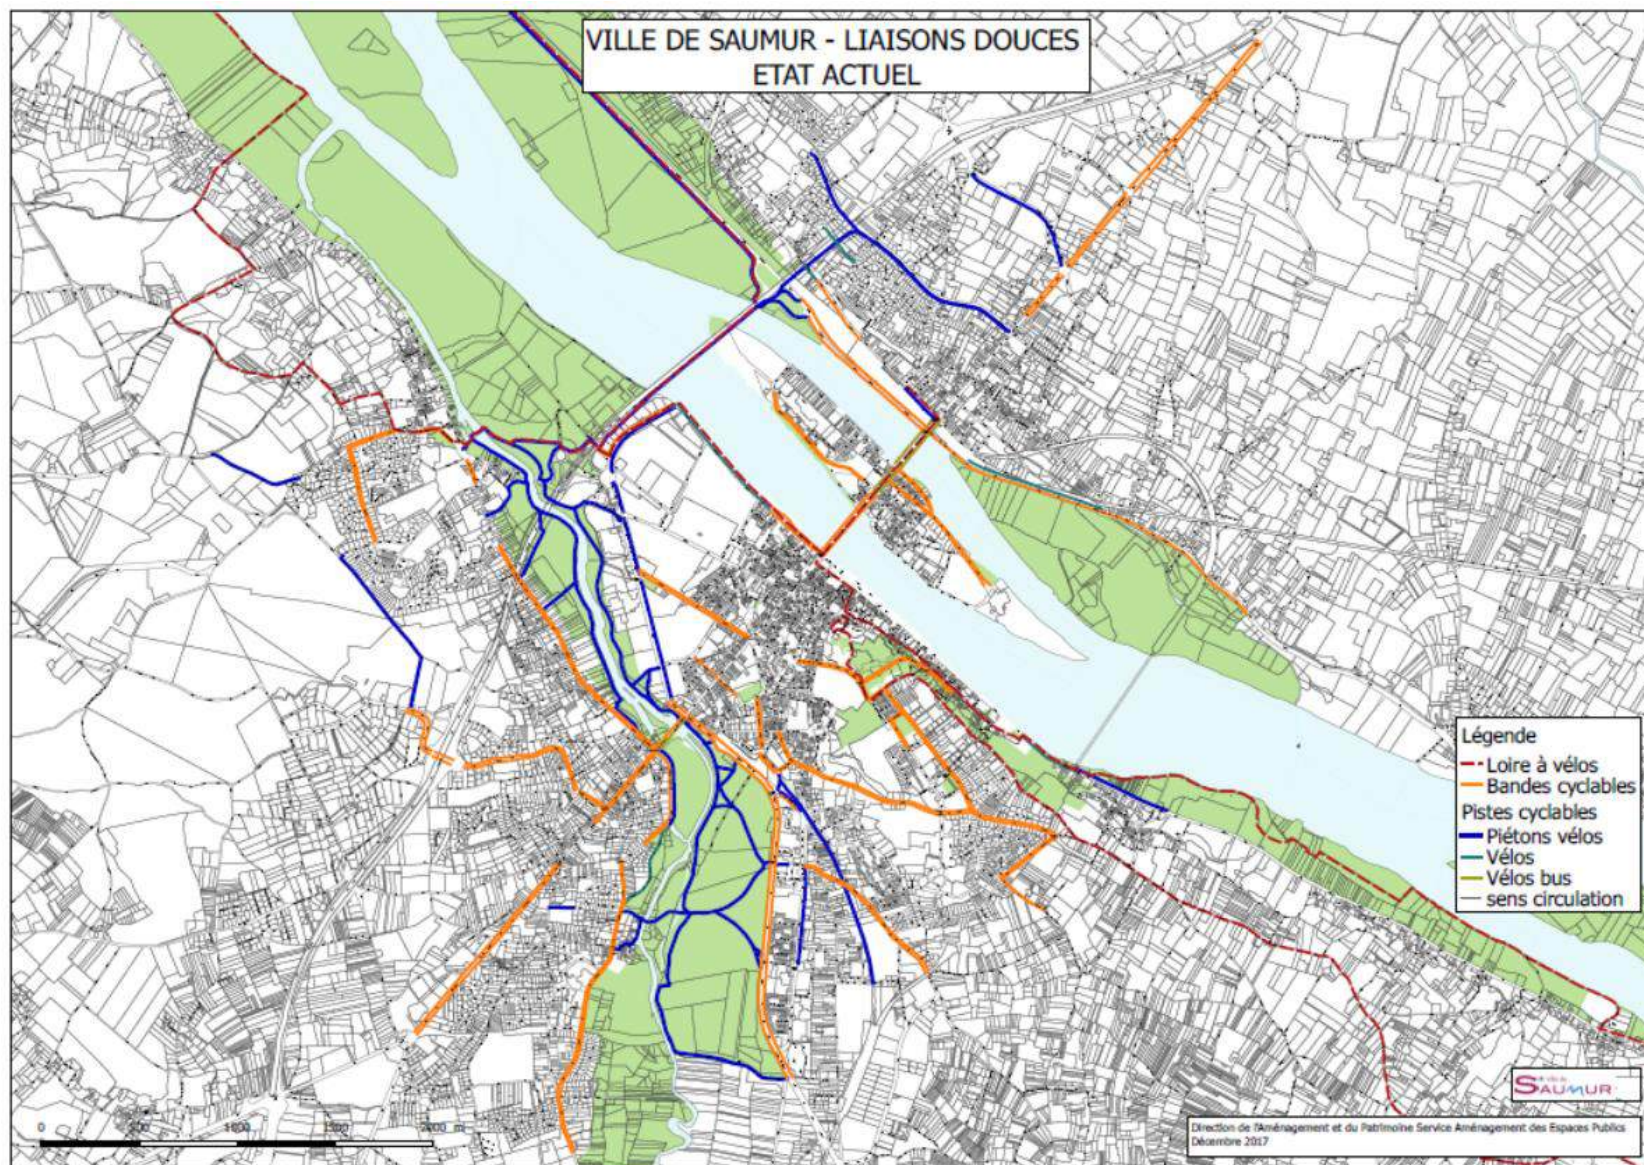 VILLE DE SAUMUR - LIAISONS DOUCES
ETAT ACTUEL
Légende
Loire à vélos
Bandes cyclables
Pistes cyclables
Piétons vélos
Vélos
Vélos bus
sens circulation
SAUMUR
0 500 1000 1500 2000 m
Direction de l'Aménagement et du Patrimoine Service Aménagement des Espaces Publics
Décembre 2017